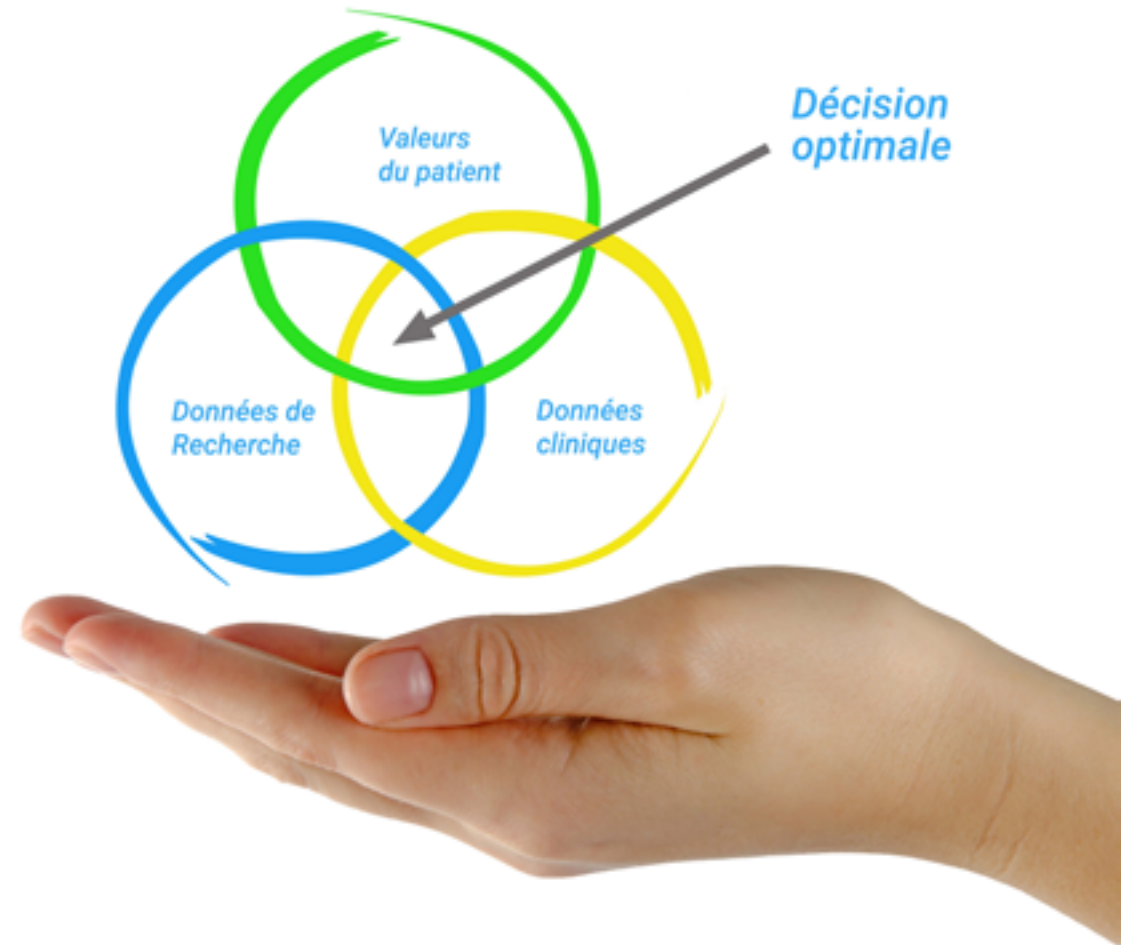 Valeurs
du patient
Décision
optimale
Données de
Recherche
Données
cliniques